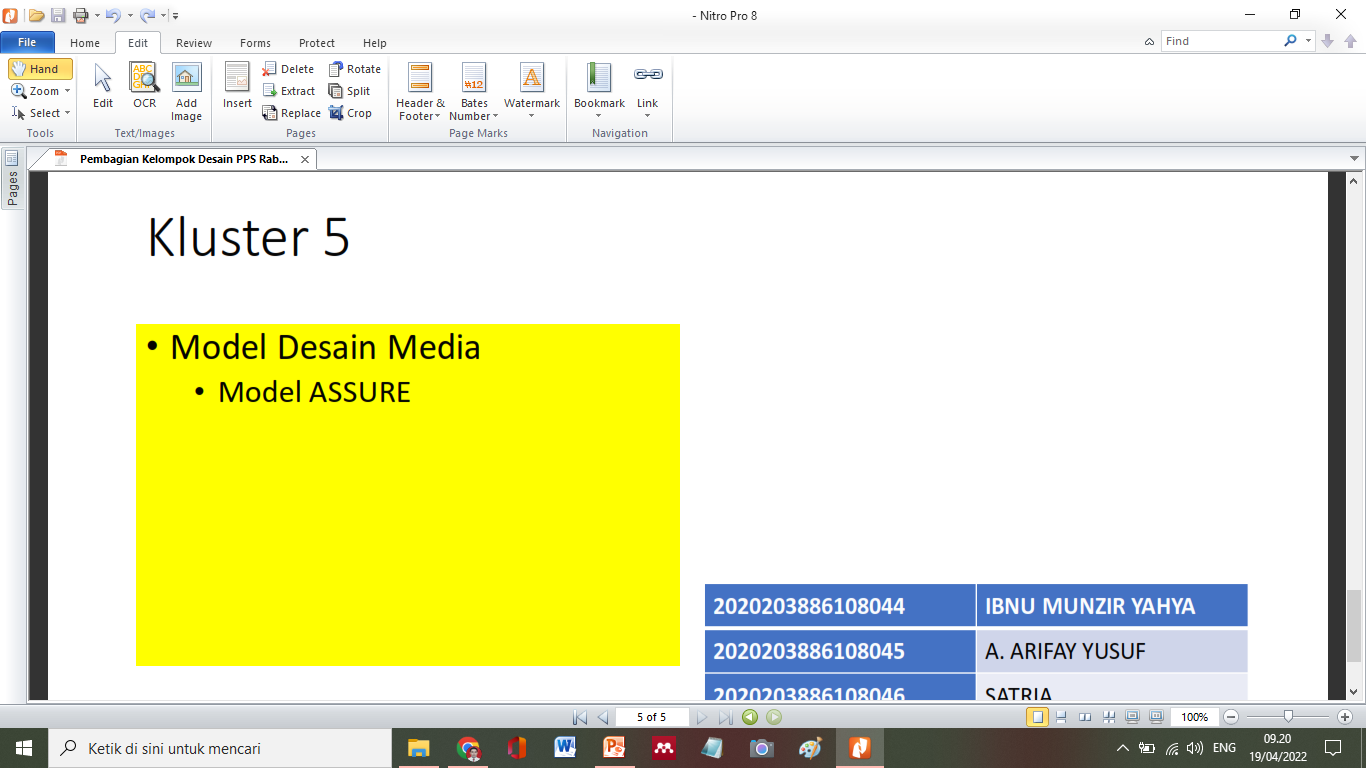 - Nitro Pro 8
File Home Edit Review Forms Protect Help
Find
Hand
Zoom
Select
Tools
Edit
OCR
Add
Image
Text/Images
Insert
Delete
Extract
Replace
Rotate
Split
Crop
Pages
Header &
Footer
Bates
Number
Watermark
Page Marks
Bookmark
Link
Navigation
Pembagian Kelompok Desain PPS Rab...
Pages
Kluster 5
• Model Desain Media
• Model ASSURE
2020203886108044 IBNU MUNZIR YAHYA
2020203886108045 A. ARIFAY YUSUF
2020203886108046 SATRIA
5 of 5
100%
Ketik di sini untuk mencari
ENG
09.20
19/04/2022